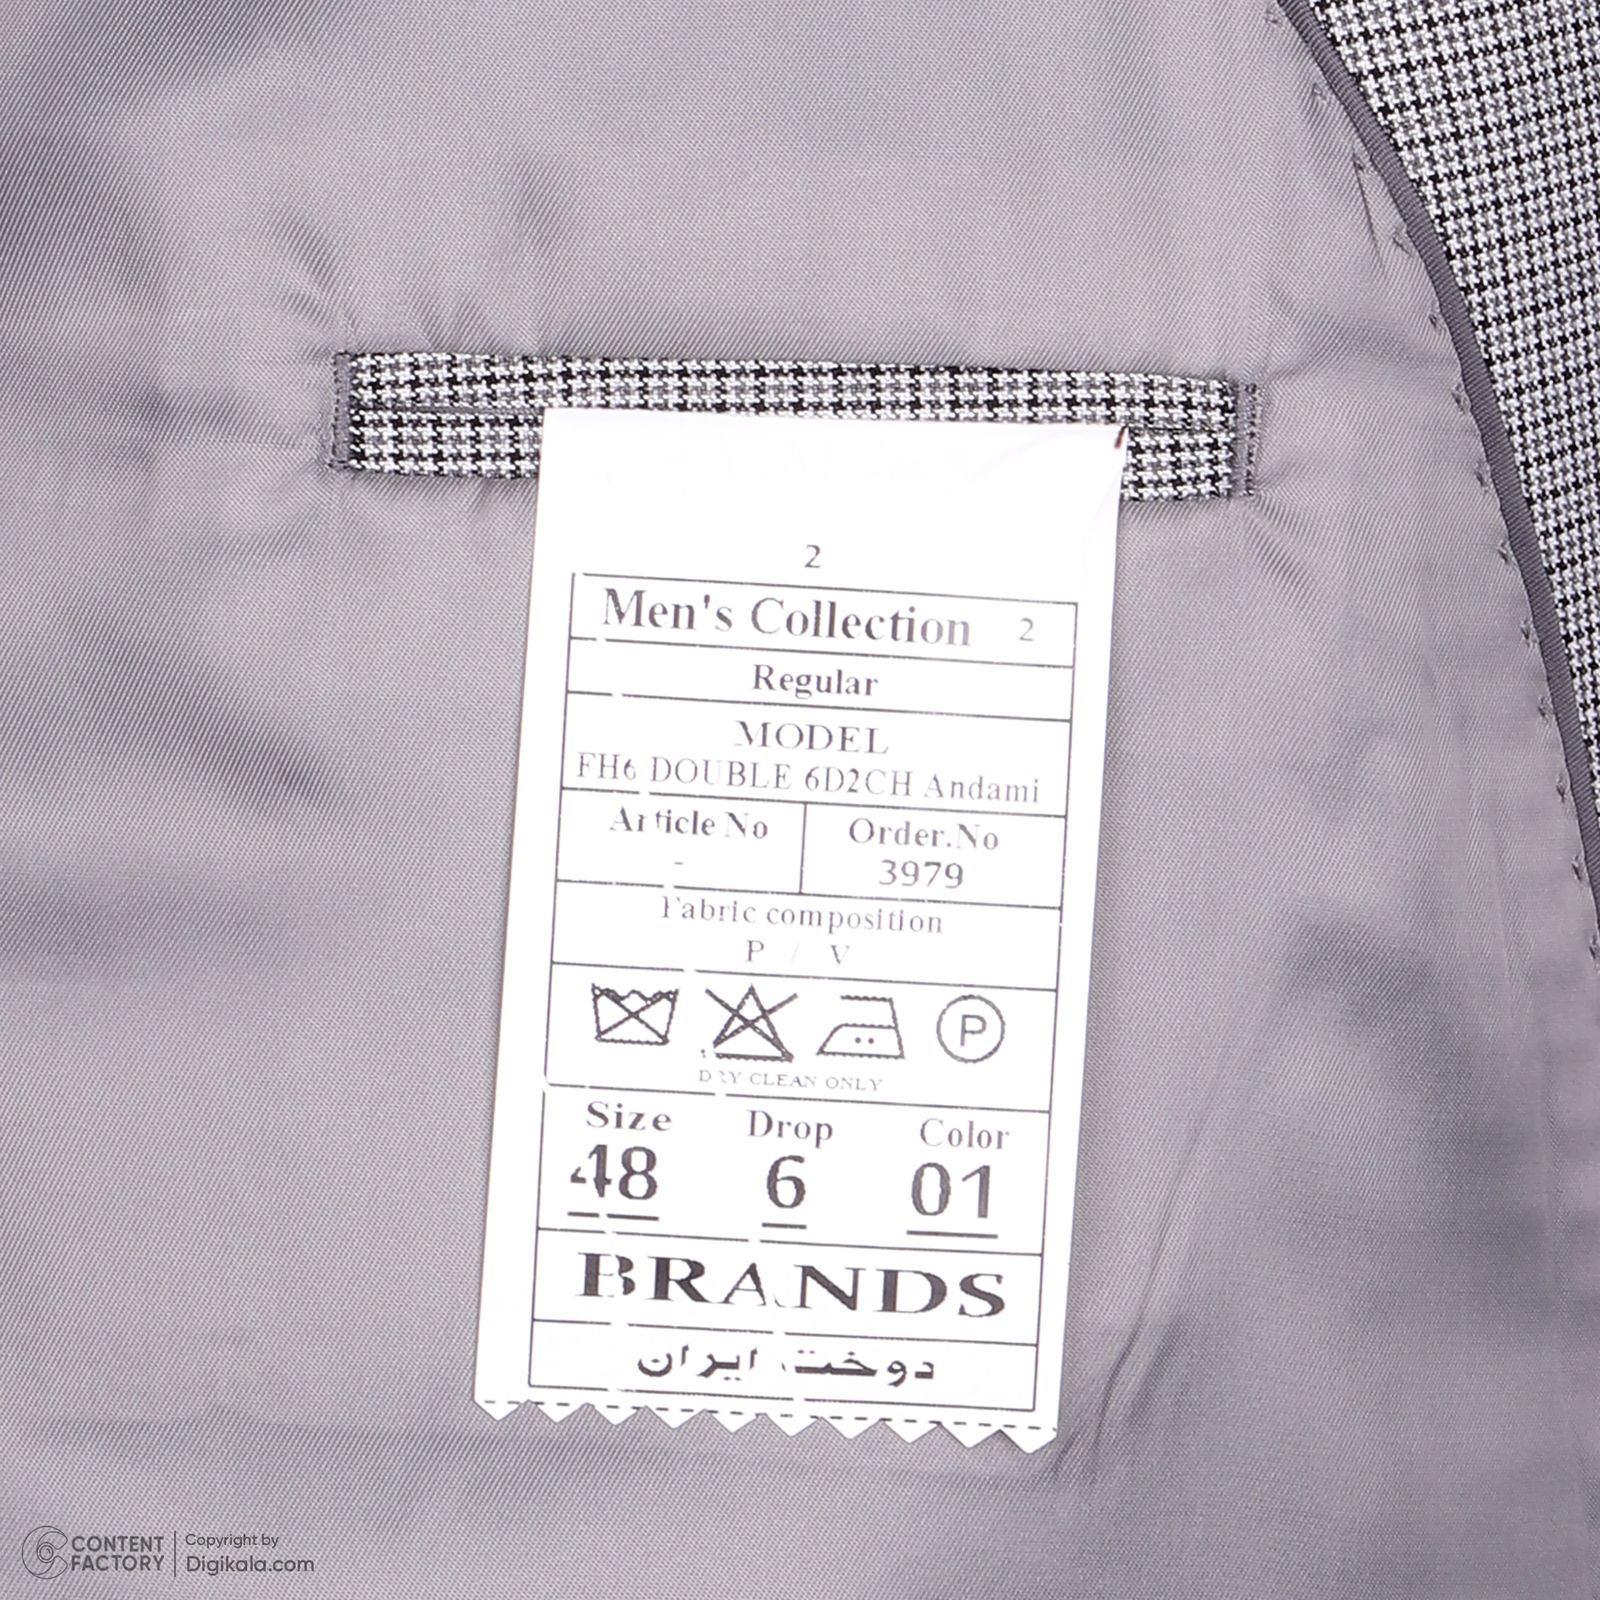 2
Men's Collection 2
Regular
MODEL
FH6 DOUBLE 6D2CH Andami
Article No
-
Order.No
3979
Fabric composition
P / V
P
DRY CLEAN ONLY
Size Drop Color
48 6 01
BRANDS
دوخت ایران
CONTENT FACTORY
Copyright by
Digikala.com